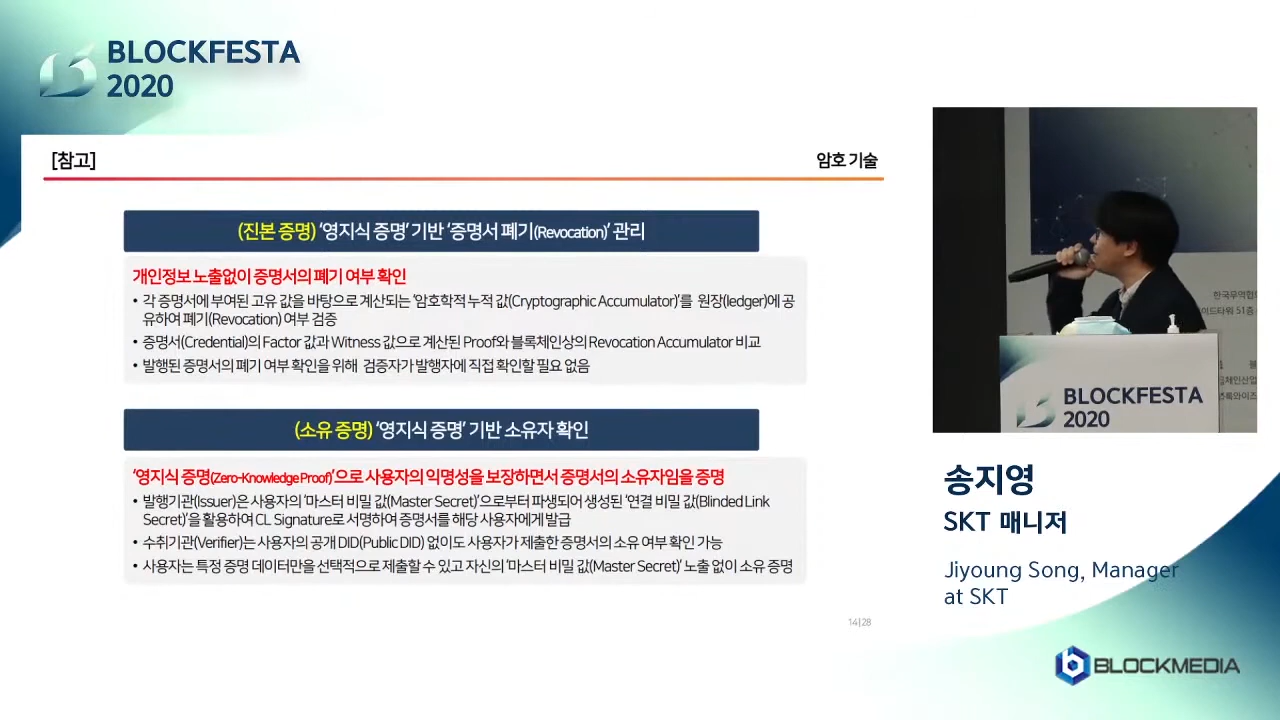 BLOCKFESTA
2020
[참고]
암호 기술
(진본 증명) '영지식 증명' 기반 '증명서 폐기(Revocation)' 관리
개인정보 노출없이 증명서의 폐기 여부 확인
• 각 증명서에 부여된 고유 값을 바탕으로 계산되는 '암호학적 누적 값(Cryptographic Accumulator)'를 원장(ledger)에 공
유하여 폐기(Revocation) 여부 검증
• 증명서(Credential)의 Factor 값과 Witness 값으로 계산된 Proof와 블록체인상의 Revocation Accumulator 비교
• 발행된 증명서의 폐기 여부 확인을 위해 검증자가 발행자에 직접 확인할 필요 없음
(소유 증명) '영지식 증명' 기반 소유자 확인
'영지식 증명(Zero-Knowledge Proof)'으로 사용자의 익명성을 보장하면서 증명서의 소유자임을 증명
• 발행기관(Issuer)은 사용자의 '마스터 비밀 값(Master Secret)'으로부터 파생되어 생성된 '연결 비밀 값(Blinded Link
Secret)'을 활용하여 CL Signature로 서명하여 증명서를 해당 사용자에게 발급
• 수취기관(Verifier)는 사용자의 공개 DID(Public DID) 없이도 사용자가 제출한 증명서의 소유 여부 확인 가능
• 사용자는 특정 증명 데이터만을 선택적으로 제출할 수 있고 자신의 '마스터 비밀 값(Master Secret)' 노출 없이 소유 증명
14|28
한국무역협
51층
BLOCKFESTA
2020
송지영
SKT 매니저
Jiyoung Song, Manager
at SKT
BLOCKMEDIA